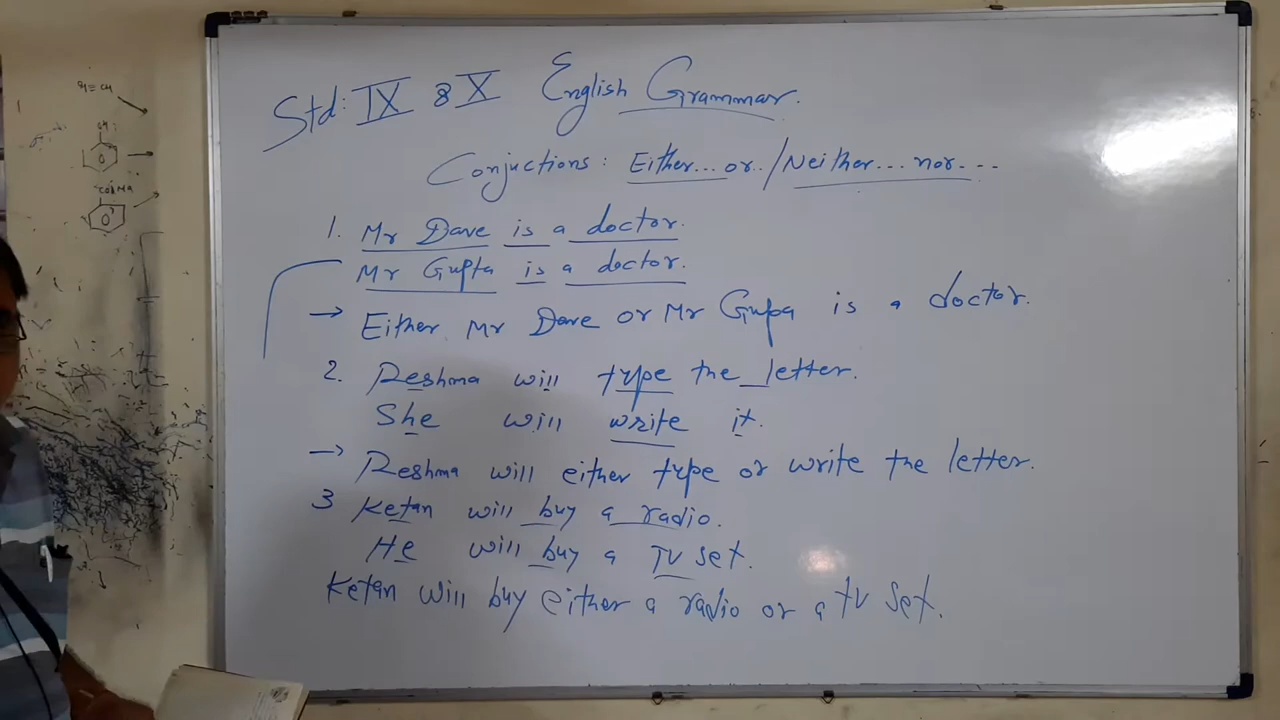 Std: IX & X English Grammar.
Conjuctions: Either... or../Neither... nor----
1. Mr Dave is a doctor.
Mr Gupta is a doctor.
→ Either Mr Dave or Mr Gupa is a doctor.
2. Reshma will type the letter.
She will write it.
→ Reshma will either type or write the letter.
3 Ketan will buy a radio.
He will buy a TV set.
Ketan will buy either a radio or a tv set.